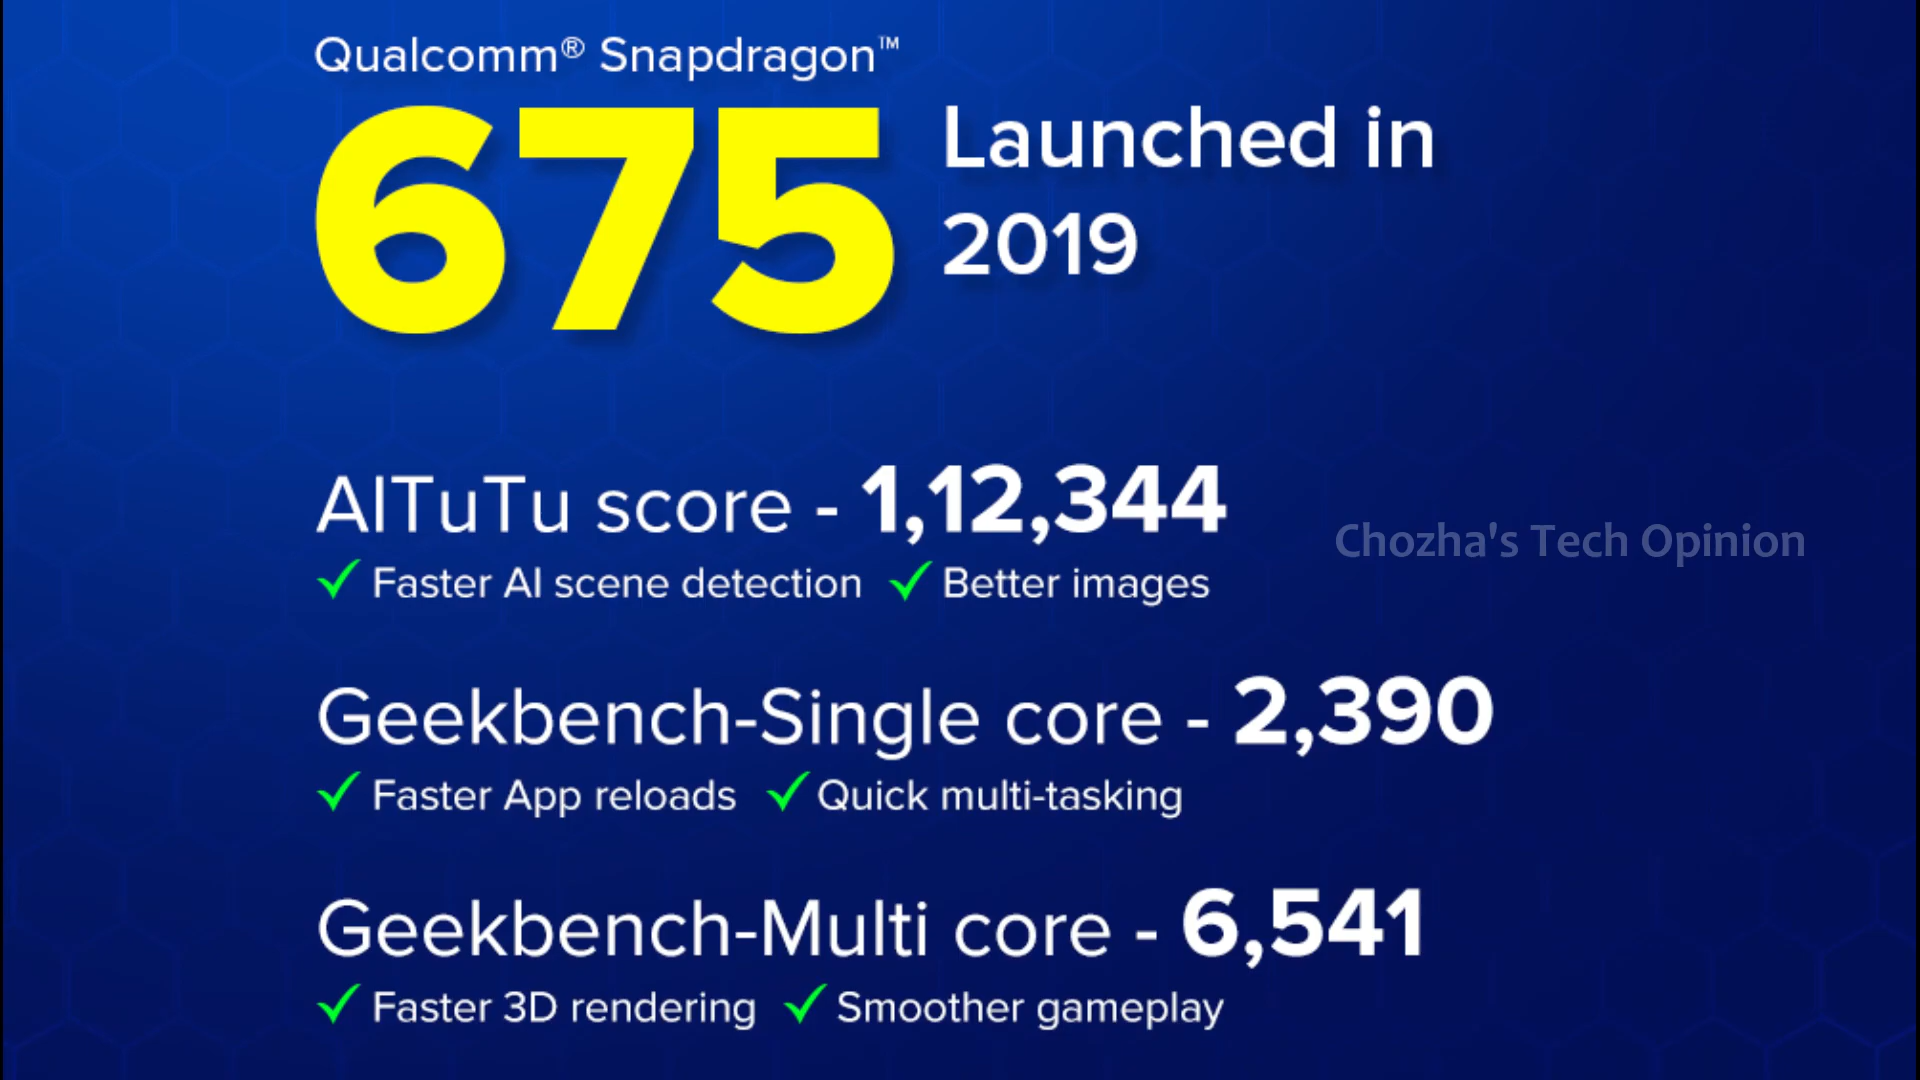 Qualcomm® Snapdragon™
675 Launched in
2019
AITuTu score - 1,12,344
✓ Faster AI scene detection ✓ Better images
Chozha's Tech Opinion
Geekbench-Single core - 2,390
✓ Faster App reloads ✓ Quick multi-tasking
Geekbench-Multi core - 6,541
✓ Faster 3D rendering ✓ Smoother gameplay